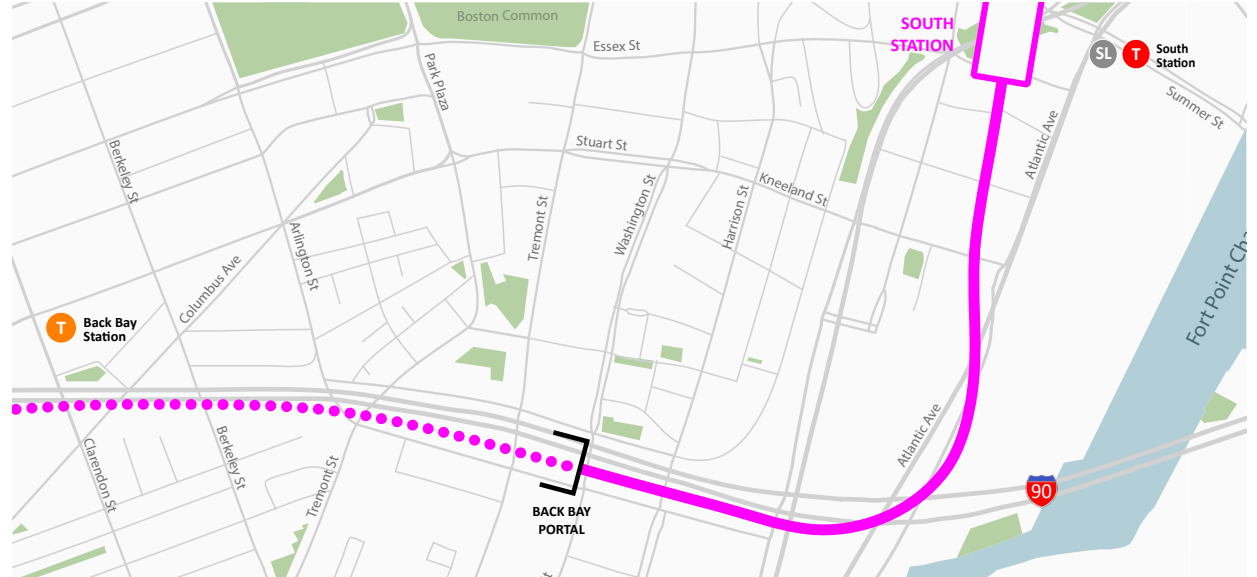 Boston Common
SOUTH
STATION
Essex St
SL
T
South
Station
Park Plaza
Summer St
Atlantic Ave
Stuart St
Berkeley St
Kneeland St
Washington St
Harrison St
Tremont St
Arlington St
Columbus Ave
Fort Point Cha
T
Back Bay
Station
Atlantic Ave
Clarendon St
Berkeley St
Tremont St
90
BACK BAY
PORTAL